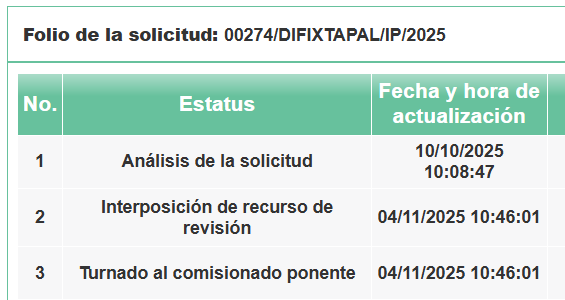 Folio de la solicitud: 00274/DIFIXTAPAL/IP/2025
No. Estatus Fecha y hora de
actualización
1 Análisis de la solicitud 10/10/2025
10:08:47
2 Interposición de recurso de
revisión 04/11/2025 10:46:01
3 Turnado al comisionado ponente 04/11/2025 10:46:01